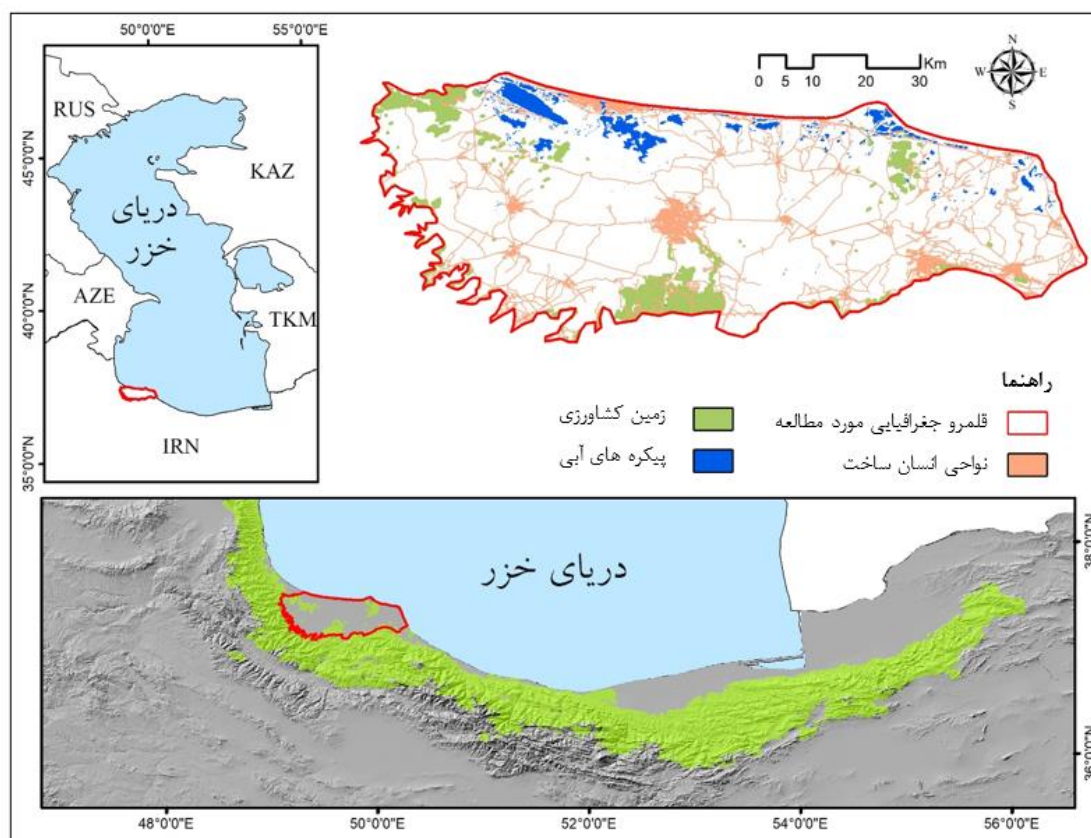 50°0'0"E
55°0'0"E
45°0'0"N
40°0'0"N
35°0'0"N
RUS
KAZ
دریای
خزر
AZE
TKM
IRN
0 5 10 20 30
Km
N
W E
S
راهنما
قلمرو جغرافیایی مورد مطالعه
زمین کشاورزی
نواحی انسان ساخت
پیکره های آبی
دریای خزر
38°0'0"N
36°0'0"N
48°0'0"E
50°0'0"E
52°0'0"E
54°0'0"E
56°0'0"E